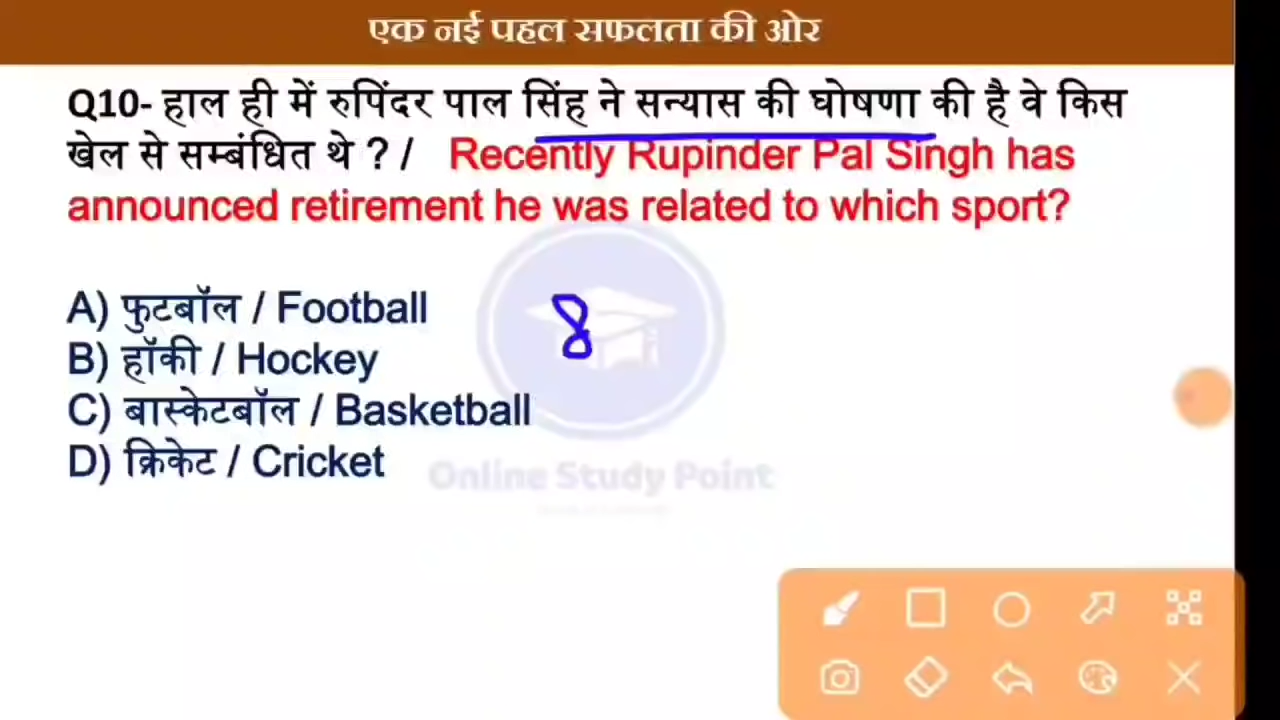 एक नई पहल सफलता की ओर
Q10- हाल ही में रुपिंदर पाल सिंह ने सन्यास की घोषणा की है वे किस
खेल से सम्बंधित थे ? / Recently Rupinder Pal Singh has
announced retirement he was related to which sport?
A) फुटबॉल / Football
8
B) हॉकी / Hockey
C) बास्केटबॉल / Basketball
D) क्रिकेट / Cricket
Online Study Point